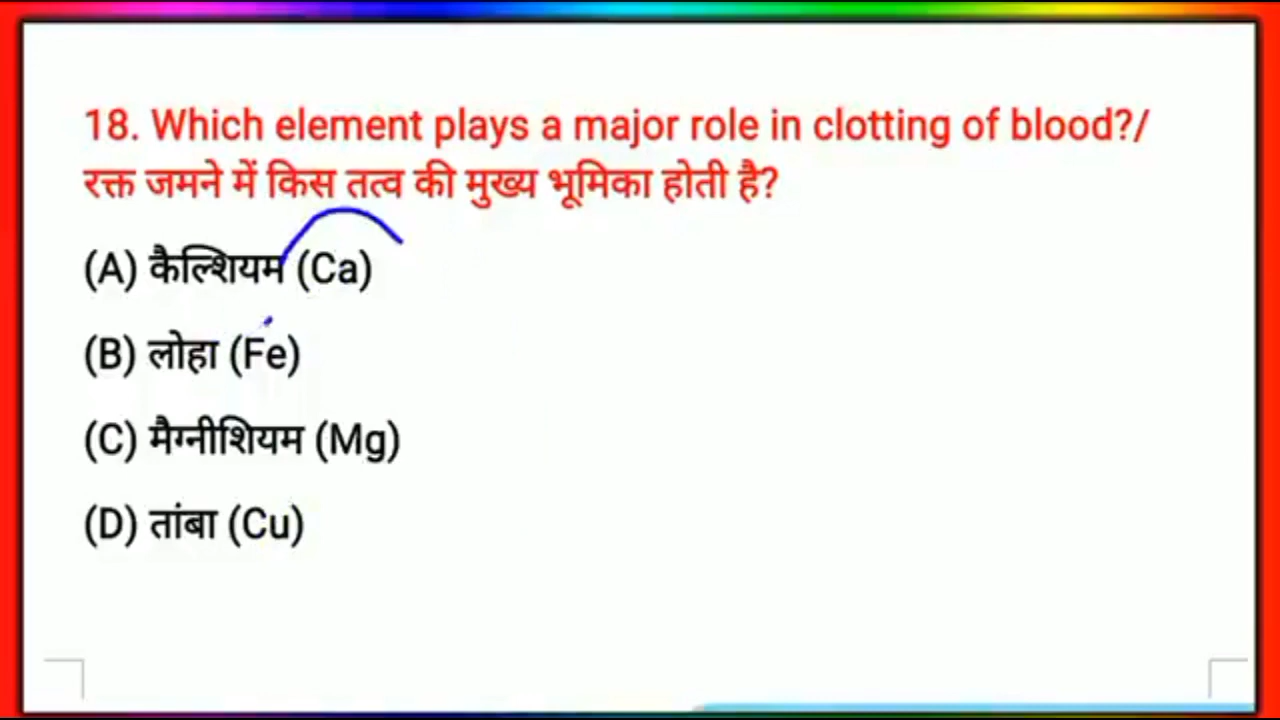 18. Which element plays a major role in clotting of blood?/
रक्त जमने में किस तत्व की मुख्य भूमिका होती है?
(A) कैल्शियम (Ca)
(B) लोहा (Fe)
(C) मैग्नीशियम (Mg)
(D) तांबा (Cu)